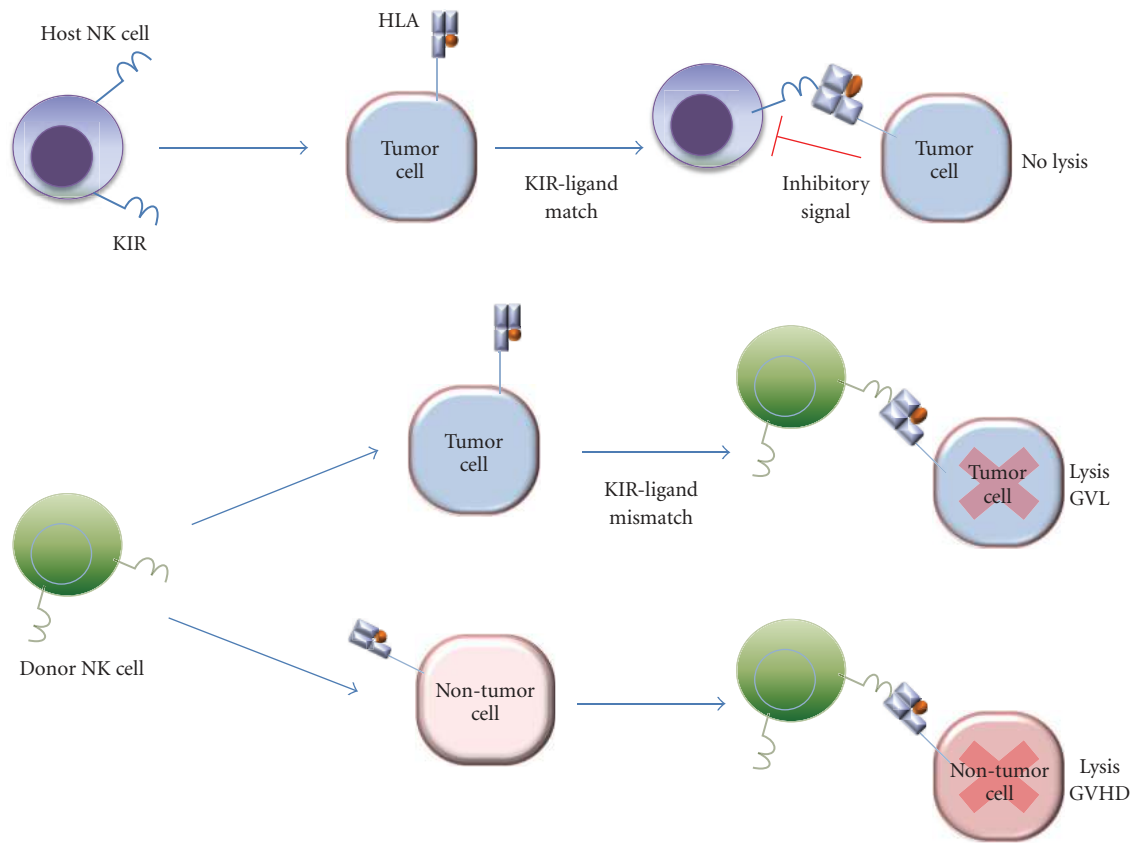 Host NK cell
KIR
HLA
Tumor
cell
KIR-ligand
match
Inhibitory
signal
Tumor
cell
No lysis
Donor NK cell
Tumor
cell
KIR-ligand
mismatch
Tumor
cell
Lysis
GVL
Non-tumor
cell
Non-tumor
cell
Lysis
GVHD